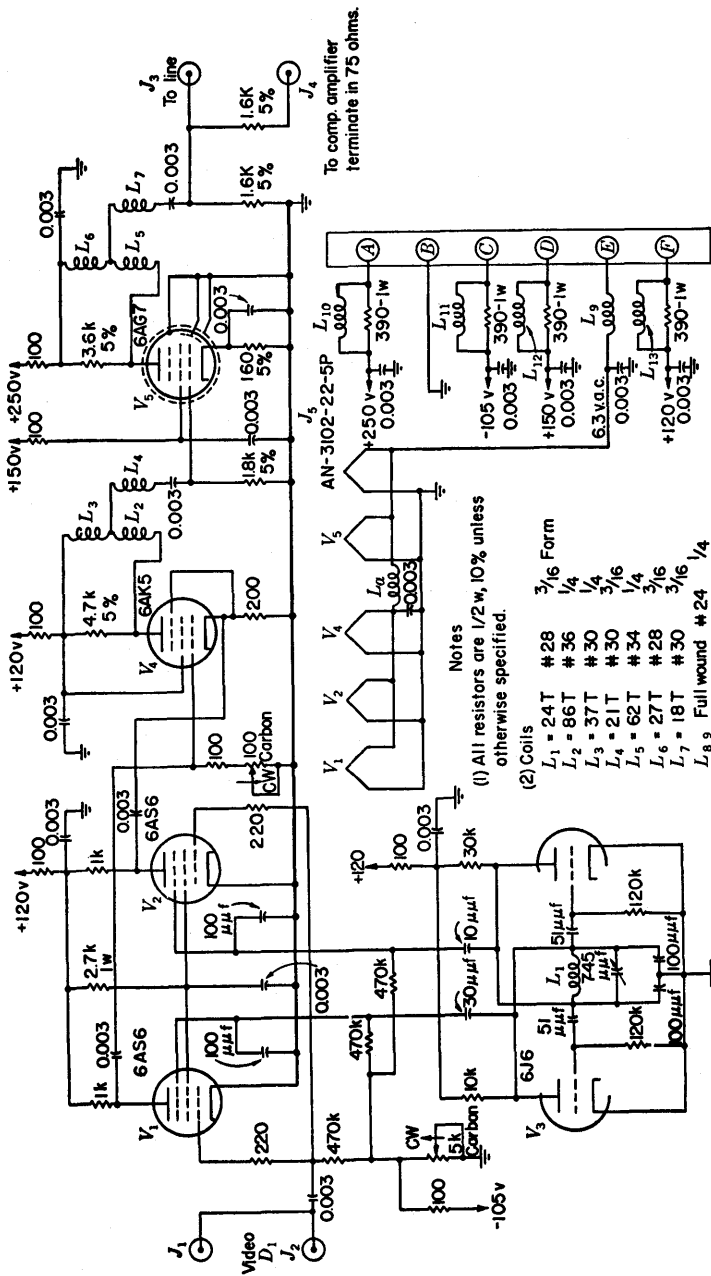 +120v
100
0.003
1k
2.7k
1w
1k
0.003
0.003
6AS6
6AS6
V1
V2
100
μμf
100
μμf
0.003
220
220
100
100
CW Carbon
J1
Video
D1
J2
0.003
470k
470k
470k
CW
5k
Carbon
100
-105 v
+120v
100
0.003
4.7k
5%
6AK5
V4
200
L3
L2
L4
0.003
1.8k
5%
+150v
100
0.003
+250v
100
3.6k
5%
6AG7
V5
160
5%
0.003
0.003
L6
L5
L7
0.003
1.6K
5%
1.6K
5%
J3
To line
J4
To comp. amplifier
terminate in 75 ohms.
+120
100
0.003
10k
30k
30μμf
10μμf
6J6
V3
51
μμf
L1
51μμf
745
μμf
120k
120k
100μμf
100μμf
V1
V2
V4
V5
La
0.003
J5
AN-3102-22-5P
L10
390-1w
+250 v
0.003
A
B
L11
390-1w
-105 v
0.003
C
L12
390-1w
+150 v
0.003
D
6.3 v.a.c.
L9
0.003
E
L13
390-1w
+120 v
0.003
F
Notes
(1) All resistors are 1/2 w, 10% unless
otherwise specified.
(2) Coils
L1 = 24T #28 3/16 Form
L2 = 86T #36 1/4
L3 = 37T #30 1/4
L4 = 21T #30 3/16
L5 = 62T #34 1/4
L6 = 27T #28 3/16
L7 = 18T #30 3/16
L8 9 Full wound #24 1/4